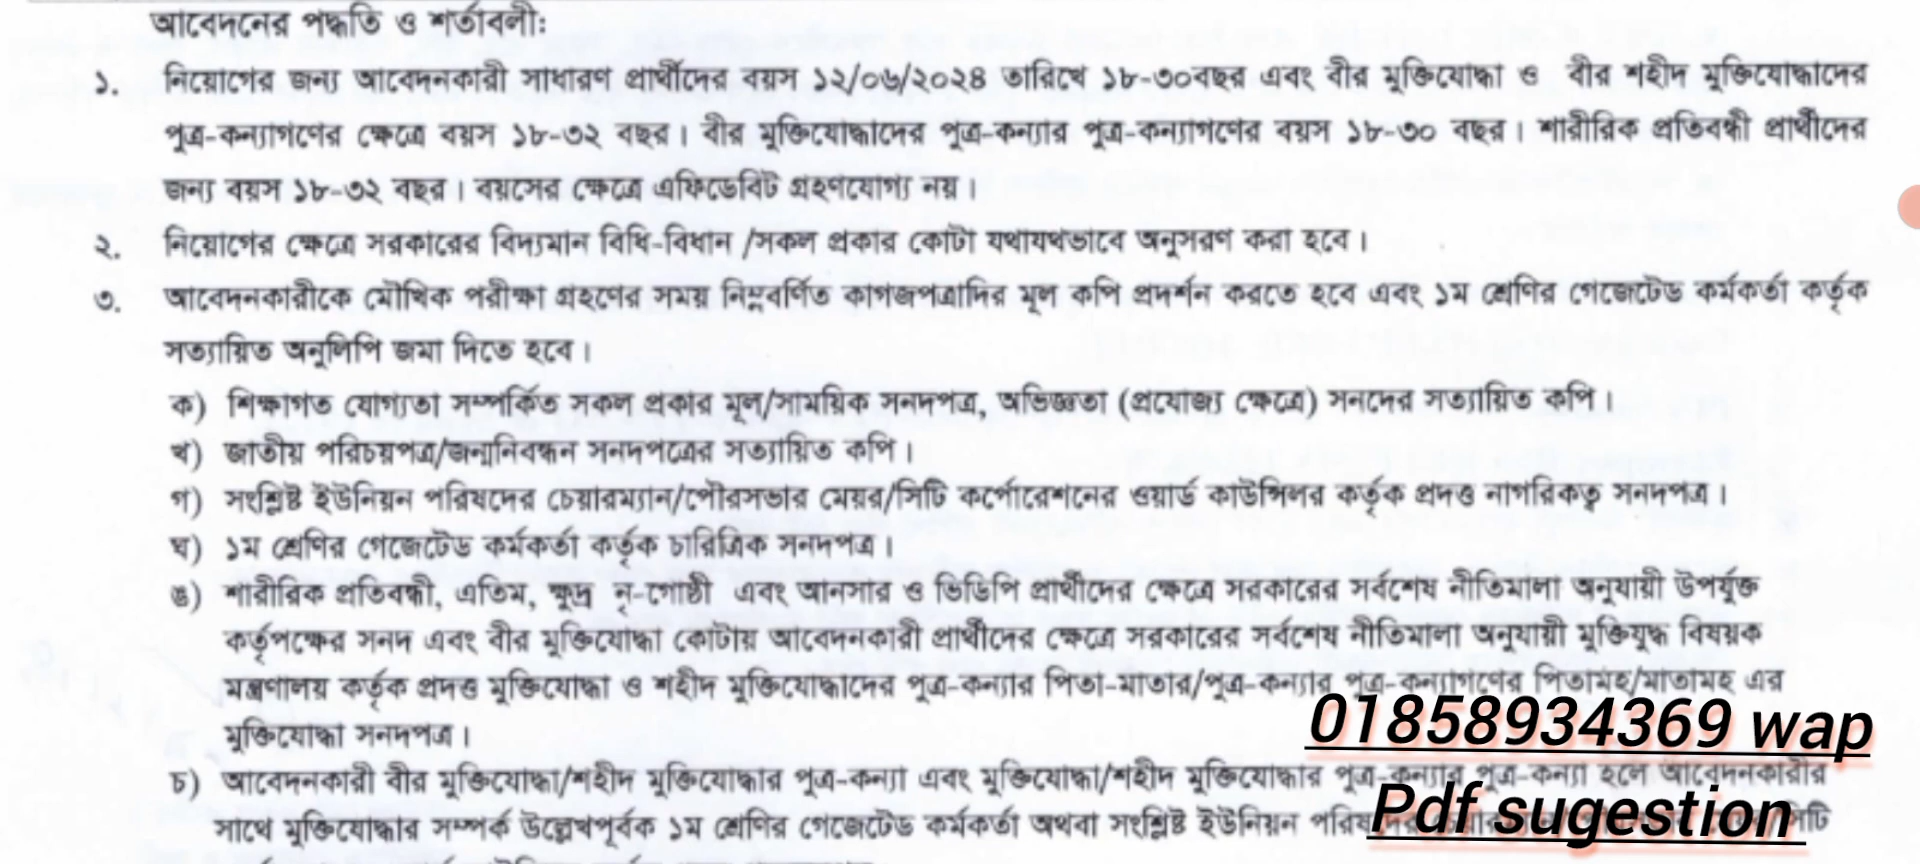 আবেদনের পদ্ধতি ও শর্তাবলী:
১. নিয়োগের জন্য আবেদনকারী সাধারণ প্রার্থীদের বয়স ১২/০৬/২০২৪ তারিখে ১৮-৩০বছর এবং বীর মুক্তিযোদ্ধা ও বীর শহীদ মুক্তিযোদ্ধাদের
পুত্র-কন্যাগণের ক্ষেত্রে বয়স ১৮-৩২ বছর। বীর মুক্তিযোদ্ধাদের পুত্র-কন্যার পুত্র-কন্যাগণের বয়স ১৮-৩০ বছর। শারীরিক প্রতিবন্ধী প্রার্থীদের
জন্য বয়স ১৮-৩২ বছর। বয়সের ক্ষেত্রে এফিডেবিট গ্রহণযোগ্য নয়।
২. নিয়োগের ক্ষেত্রে সরকারের বিদ্যমান বিধি-বিধান /সকল প্রকার কোটা যথাযথভাবে অনুসরণ করা হবে।
৩. আবেদনকারীকে মৌখিক পরীক্ষা গ্রহণের সময় নিম্নবর্ণিত কাগজপত্রাদির মূল কপি প্রদর্শন করতে হবে এবং ১ম শ্রেণির গেজেটেড কর্মকর্তা কর্তৃক
সত্যায়িত অনুলিপি জমা দিতে হবে।
ক) শিক্ষাগত যোগ্যতা সম্পর্কিত সকল প্রকার মূল/সাময়িক সনদপত্র, অভিজ্ঞতা (প্রযোজ্য ক্ষেত্রে) সনদের সত্যায়িত কপি।
খ) জাতীয় পরিচয়পত্র/জন্মনিবন্ধন সনদপত্রের সত্যায়িত কপি।
গ) সংশ্লিষ্ট ইউনিয়ন পরিষদের চেয়ারম্যান/পৌরসভার মেয়র/সিটি কর্পোরেশনের ওয়ার্ড কাউন্সিলর কর্তৃক প্রদত্ত নাগরিকত্ব সনদপত্র।
ঘ) ১ম শ্রেণির গেজেটেড কর্মকর্তা কর্তৃক চারিত্রিক সনদপত্র।
ঙ) শারীরিক প্রতিবন্ধী, এতিম, ক্ষুদ্র নৃ-গোষ্ঠী এবং আনসার ও ভিডিপি প্রার্থীদের ক্ষেত্রে সরকারের সর্বশেষ নীতিমালা অনুযায়ী উপর্যুক্ত
কর্তৃপক্ষের সনদ এবং বীর মুক্তিযোদ্ধা কোটায় আবেদনকারী প্রার্থীদের ক্ষেত্রে সরকারের সর্বশেষ নীতিমালা অনুযায়ী মুক্তিযুদ্ধ বিষয়ক
মন্ত্রণালয় কর্তৃক প্রদত্ত মুক্তিযোদ্ধা ও শহীদ মুক্তিযোদ্ধাদের পুত্র-কন্যার পিতা-মাতার/পুত্র-কন্যার পুত্র-কন্যাগণের পিতামহ/মাতামহ এর
মুক্তিযোদ্ধা সনদপত্র।
01858934369 wap
চ) আবেদনকারী বীর মুক্তিযোদ্ধা/শহীদ মুক্তিযোদ্ধার পুত্র-কন্যা এবং মুক্তিযোদ্ধা/শহীদ মুক্তিযোদ্ধার পুত্র-কন্যার পুত্র-কন্যা হলে আবেদনকারীর
সাথে মুক্তিযোদ্ধার সম্পর্ক উল্লেখপূর্বক ১ম শ্রেণির গেজেটেড কর্মকর্তা অথবা সংশ্লিষ্ট ইউনিয়ন
Pdf sugestion